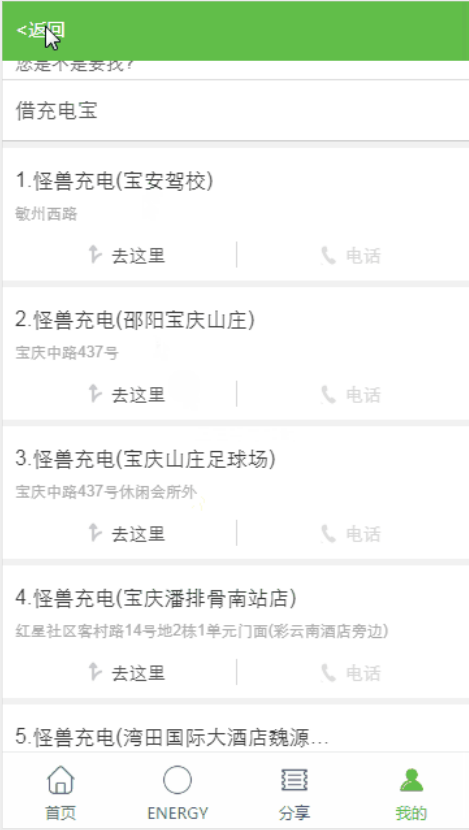 <返回
您是不是要找？
借充电宝
1.怪兽充电(宝安驾校)
敏州西路
去这里 电话
2.怪兽充电(邵阳宝庆山庄)
宝庆中路437号
去这里 电话
3.怪兽充电(宝庆山庄足球场)
宝庆中路437号休闲会所外
去这里 电话
4.怪兽充电(宝庆潘排骨南站店)
红星社区客村路14号地2栋1单元门面(彩云南酒店旁边)
去这里 电话
5.怪兽充电(湾田国际大酒店魏源...
首页 ENERGY 分享 我的